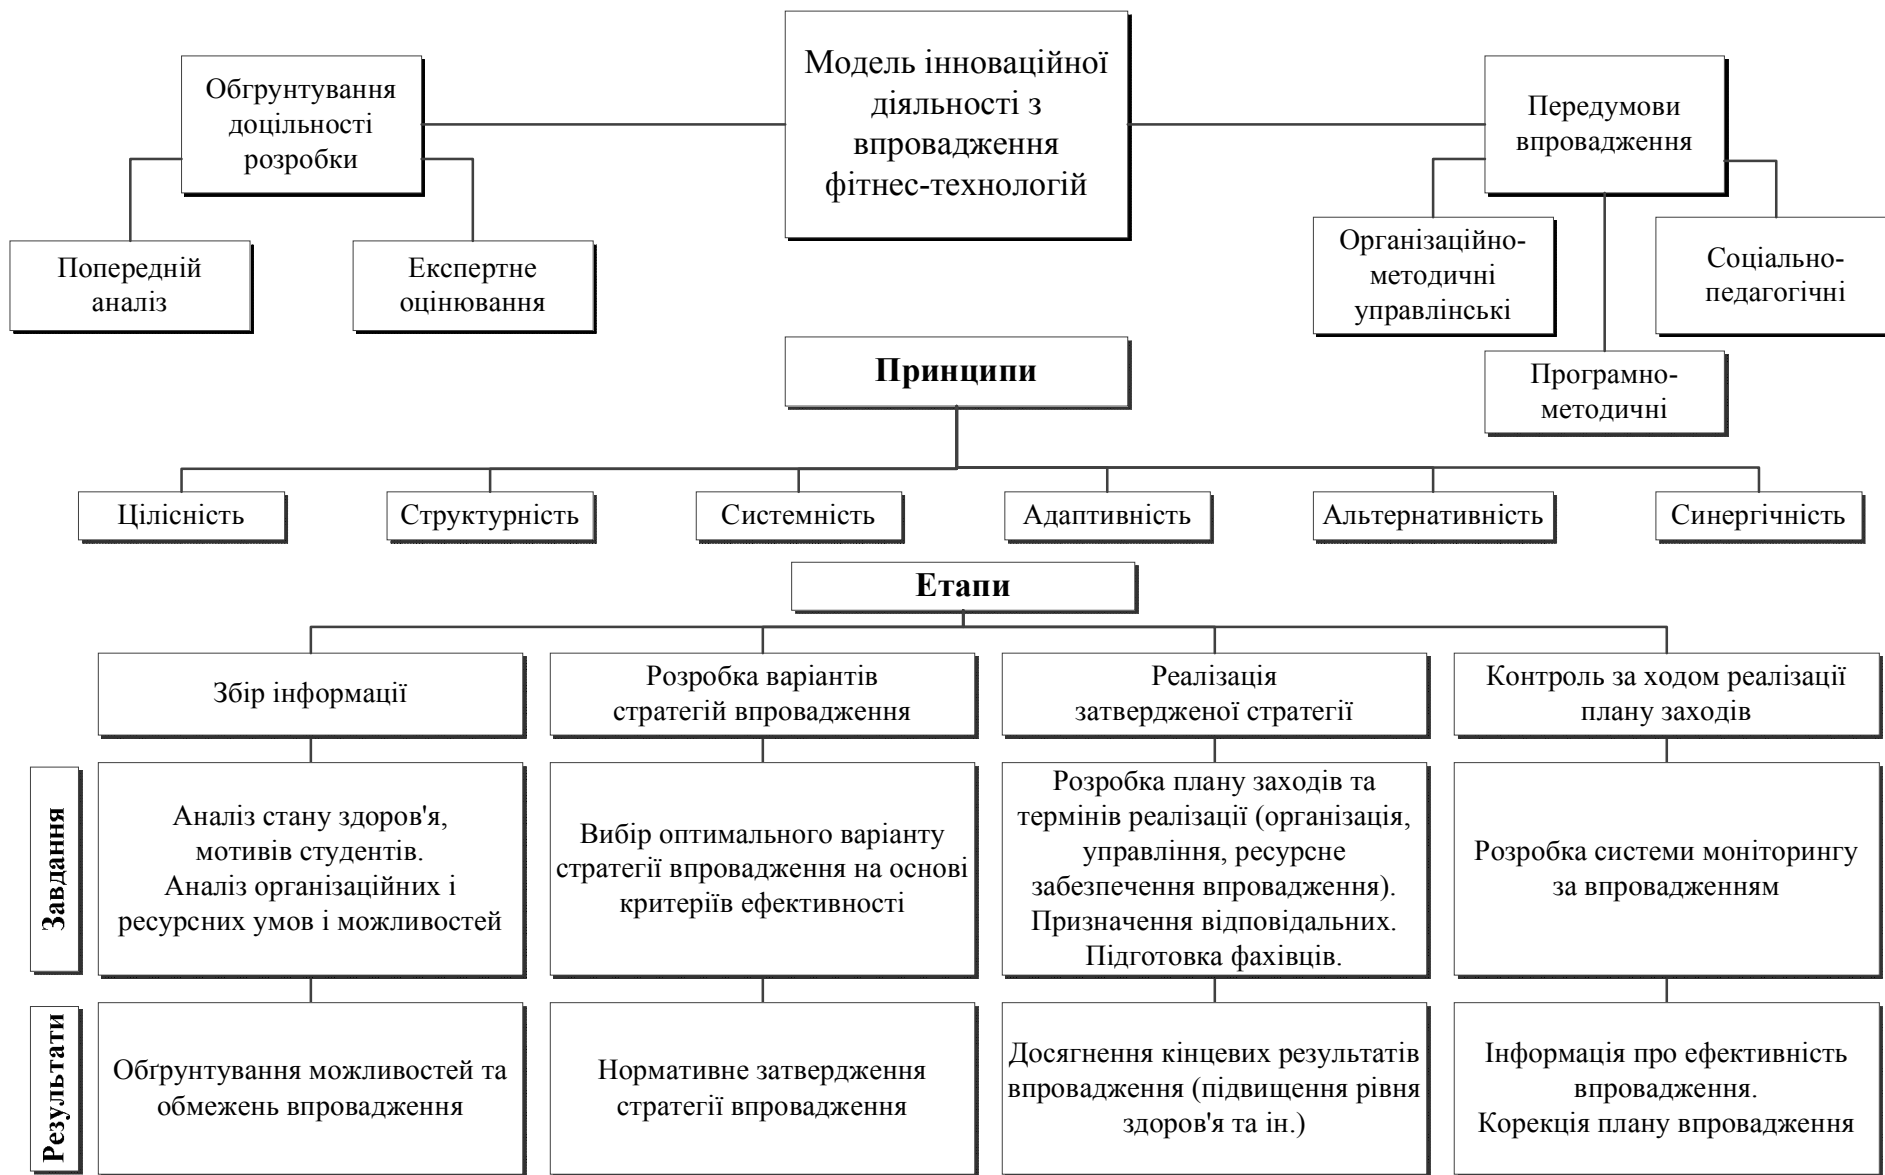 Обгрунтування
доцільності
розробки
Модель інноваційної
діяльності з
впровадження
фітнес-технологій
Передумови
впровадження
Попередній
аналіз
Експертне
оцінювання
Організаційно-
методичні
управлінські
Соціально-
педагогічні
Програмно-
методичні
Принципи
Цілісність
Структурність
Системність
Адаптивність
Альтернативність
Синергічність
Етапи
Збір інформації
Розробка варіантів
стратегій впровадження
Реалізація
затвердженої стратегії
Контроль за ходом реалізації
плану заходів
Завдання
Аналіз стану здоров'я,
мотивів студентів.
Аналіз організаційних і
ресурсних умов і можливостей
Вибір оптимального варіанту
стратегії впровадження на основі
критеріїв ефективності
Розробка плану заходів та
термінів реалізації (організація,
управління, ресурсне
забезпечення впровадження).
Призначення відповідальних.
Підготовка фахівців.
Розробка системи моніторингу
за впровадженням
Результати
Обґрунтування можливостей та
обмежень впровадження
Нормативне затвердження
стратегії впровадження
Досягнення кінцевих результатів
впровадження (підвищення рівня
здоров'я та ін.)
Інформація про ефективність
впровадження.
Корекція плану впровадження